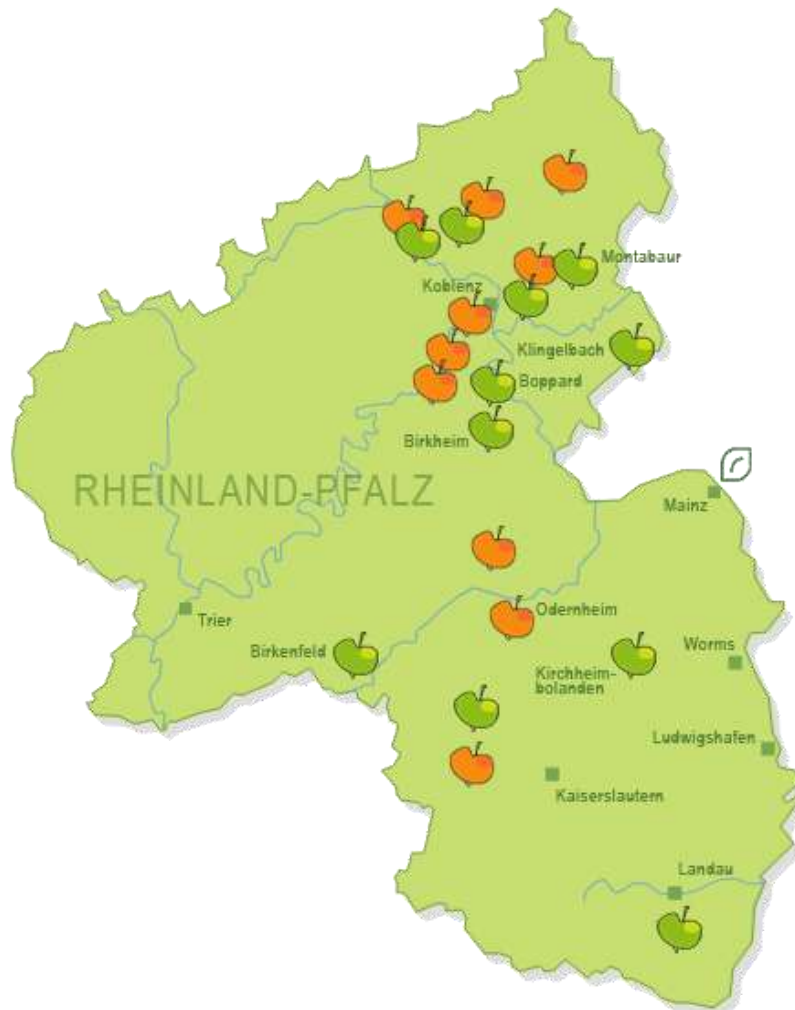 Montabaur
Koblenz
Klingelbach
Boppard
Birkheim
RHEINLAND-PFALZ
Mainz
Odernheim
Trier
Birkenfeld
Worms
Kirchheim-
bolanden
Ludwigshafen
Kaiserslautern
Landau